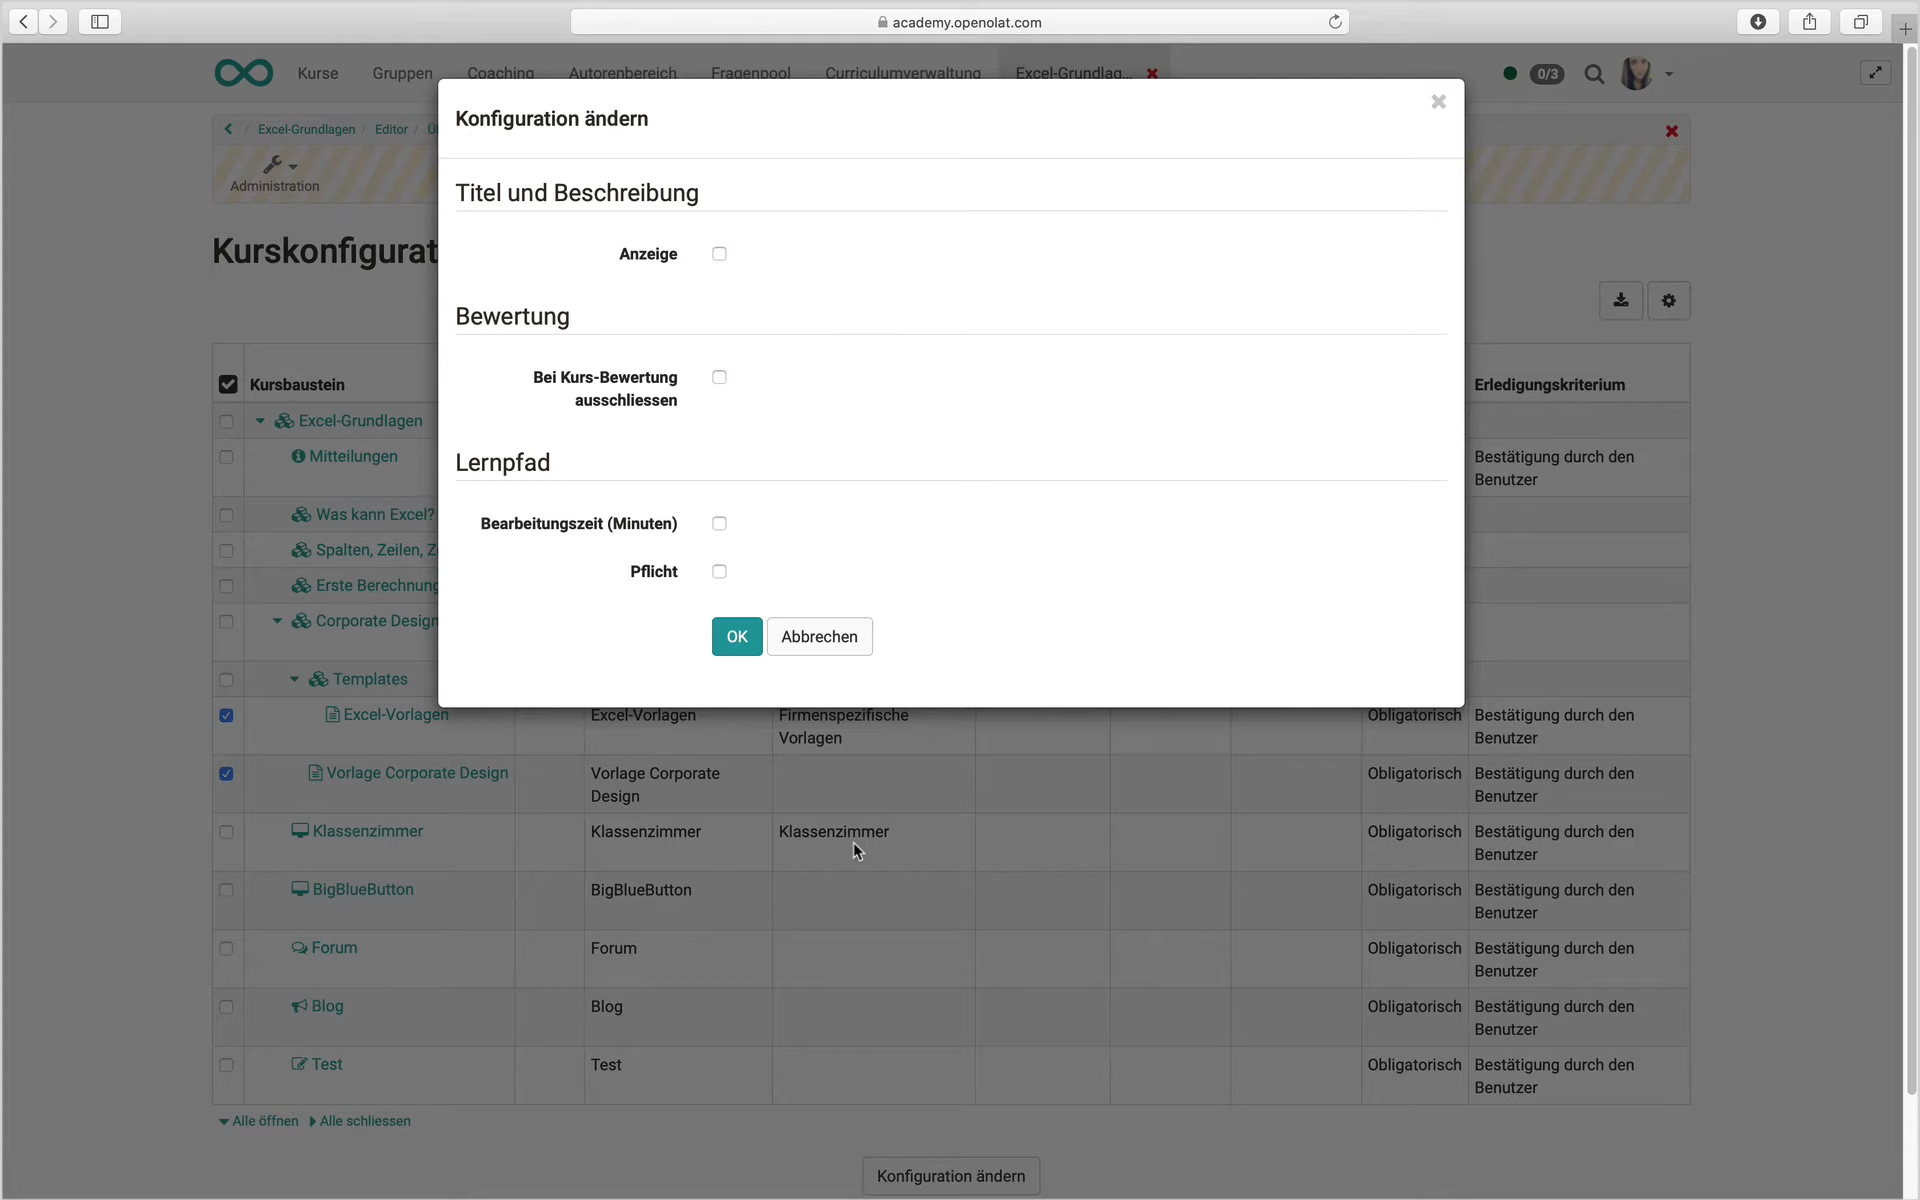 academy.openolat.com
Kurse Gruppen Coaching Autorenbereich Fragenpool Curriculumverwaltung Excel-Grundlag... 0/3
Konfiguration ändern
Excel-Grundlagen / Editor /
Administration
Titel und Beschreibung
Kurskonfigurat
Anzeige
Bewertung
Bei Kurs-Bewertung
ausschliessen
Kursbaustein Erledigungskriterium
Excel-Grundlagen
Mitteilungen Bestätigung durch den
Benutzer
Lernpfad
Was kann Excel?
Bearbeitungszeit (Minuten)
Spalten, Zeilen,
Pflicht
Erste Berechnung
Corporate Design
OK Abbrechen
Templates
Excel-Vorlagen Excel-Vorlagen Firmenspezifische Obligatorisch Bestätigung durch den
Vorlagen Benutzer
Vorlage Corporate Design Vorlage Corporate Obligatorisch Bestätigung durch den
Design Benutzer
Klassenzimmer Klassenzimmer Klassenzimmer Obligatorisch Bestätigung durch den
Benutzer
BigBlueButton BigBlueButton Obligatorisch Bestätigung durch den
Benutzer
Forum Forum Obligatorisch Bestätigung durch den
Benutzer
Blog Blog Obligatorisch Bestätigung durch den
Benutzer
Test Test Obligatorisch Bestätigung durch den
Benutzer
Alle öffnen Alle schliessen
Konfiguration ändern